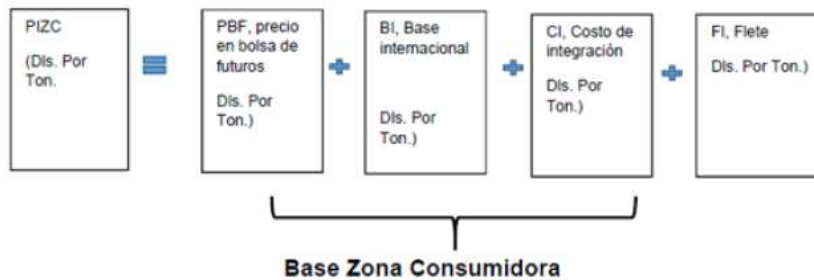 PIZC
(Dls. Por
Ton.
PBF, precio
en bolsa de
futuros
Dls. Por
Ton.)
BI, Base
internacional
Dls. Por
Ton.)
CI, Costo de
integración
Dls. Por
Ton.)
FI, Flete
Dls. Por Ton.)
Base Zona Consumidora